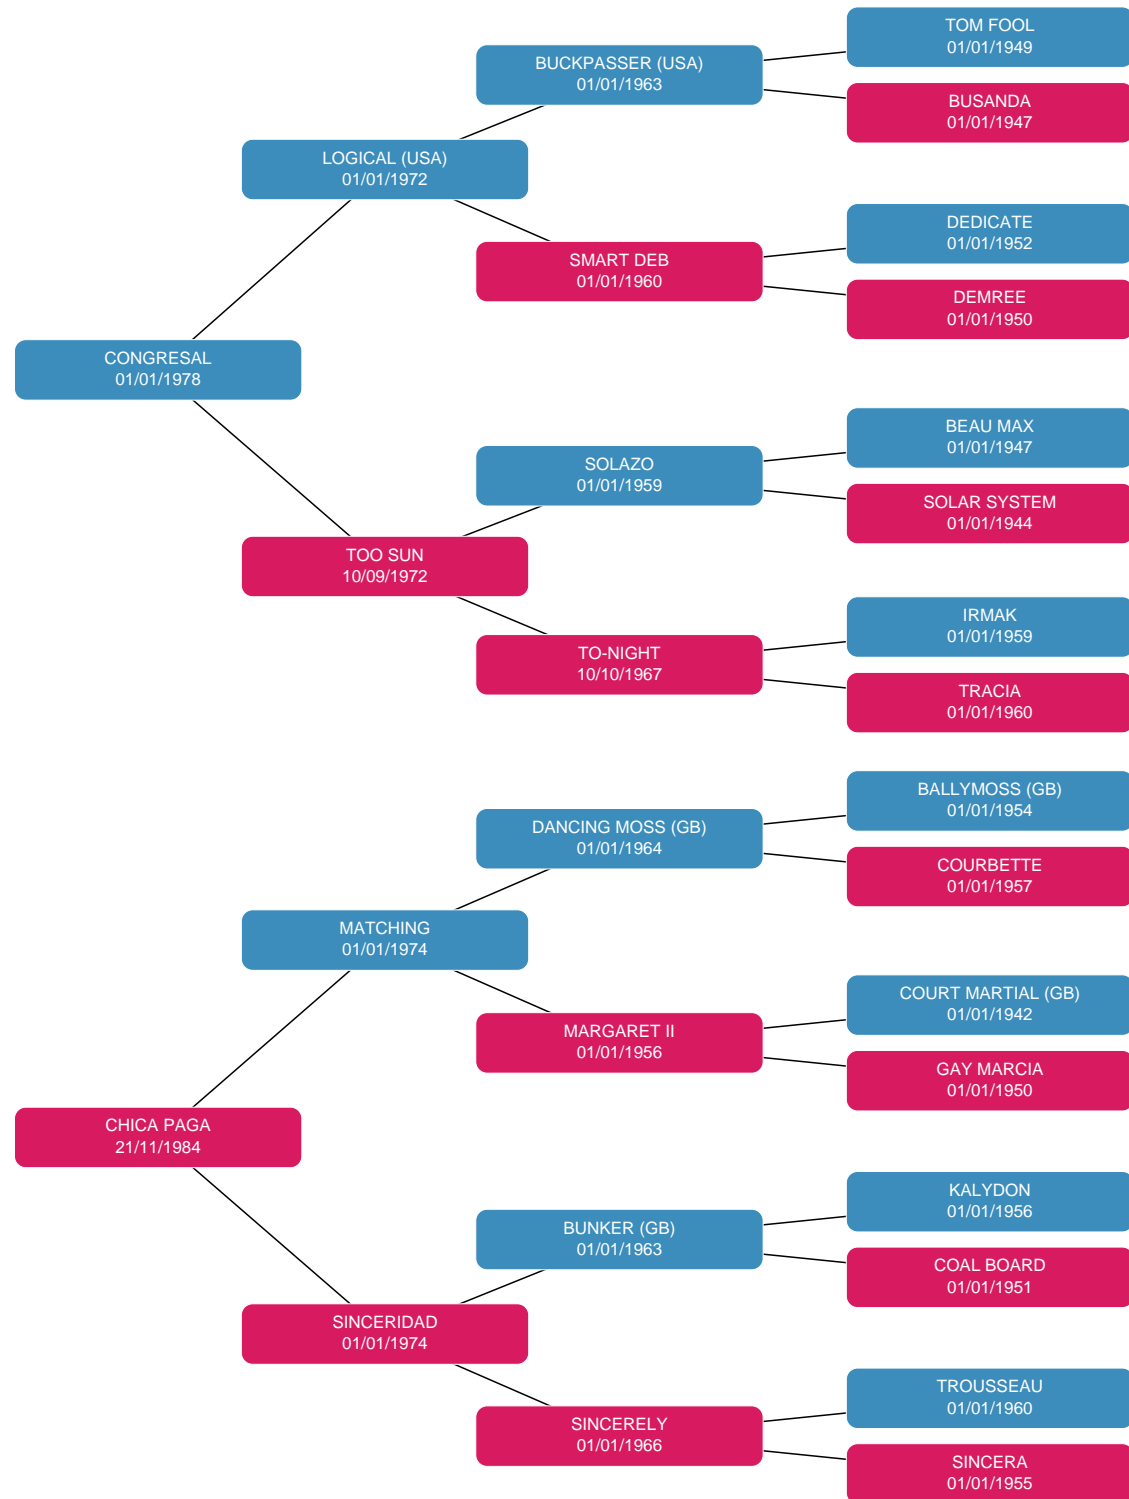 TOM FOOL
01/01/1949
BUCKPASSER (USA)
01/01/1963
BUSANDA
01/01/1947
LOGICAL (USA)
01/01/1972
DEDICATE
01/01/1952
SMART DEB
01/01/1960
DEMREE
01/01/1950
CONGRESAL
01/01/1978
BEAU MAX
01/01/1947
SOLAZO
01/01/1959
SOLAR SYSTEM
01/01/1944
TOO SUN
10/09/1972
IRMAK
01/01/1959
TO-NIGHT
10/10/1967
TRACIA
01/01/1960
BALLYMOSS (GB)
01/01/1954
DANCING MOSS (GB)
01/01/1964
COURBETTE
01/01/1957
MATCHING
01/01/1974
COURT MARTIAL (GB)
01/01/1942
MARGARET II
01/01/1956
GAY MARCIA
01/01/1950
CHICA PAGA
21/11/1984
KALYDON
01/01/1956
BUNKER (GB)
01/01/1963
COAL BOARD
01/01/1951
SINCERIDAD
01/01/1974
TROUSSEAU
01/01/1960
SINCERELY
01/01/1966
SINCERA
01/01/1955